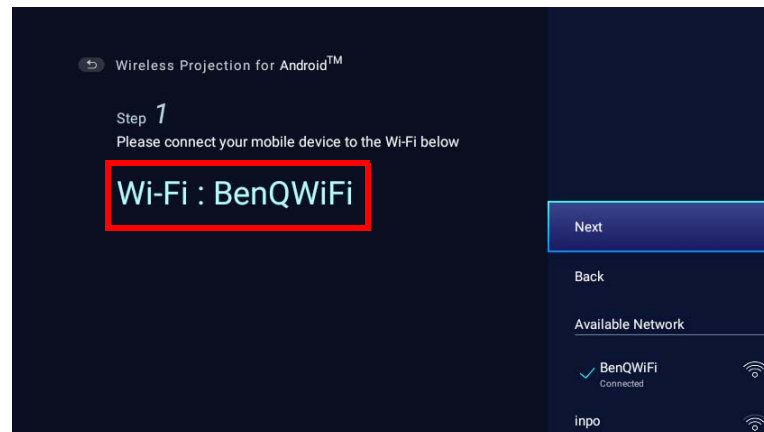 Wireless Projection for Android™
Step 1
Please connect your mobile device to the Wi-Fi below
Wi-Fi : BenQWiFi
Next
Back
Available Network
BenQWiFi
Connected
inpo